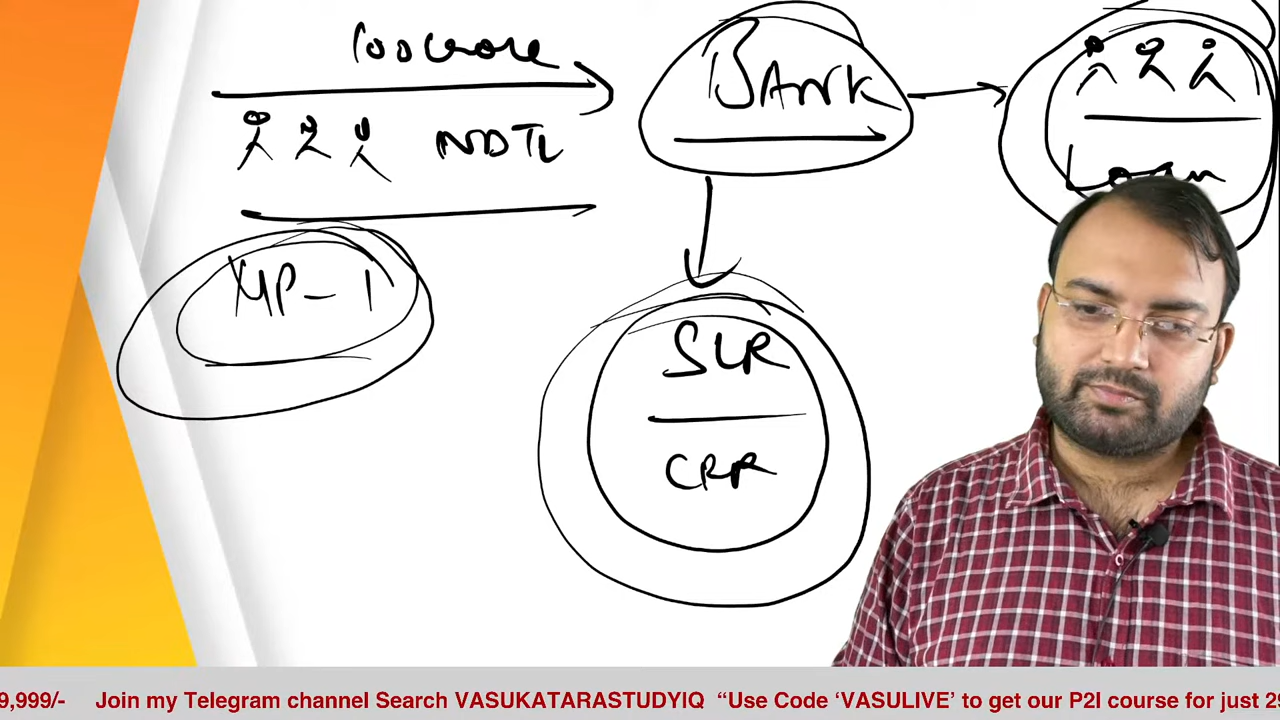 100 crore
BANK
NDTL
Loan
MP-1
SLR
CRR
9,999/- Join my Telegram channel Search VASUKATARASTUDYIQ “Use Code ‘VASULIVE’ to get our P2I course for just 2